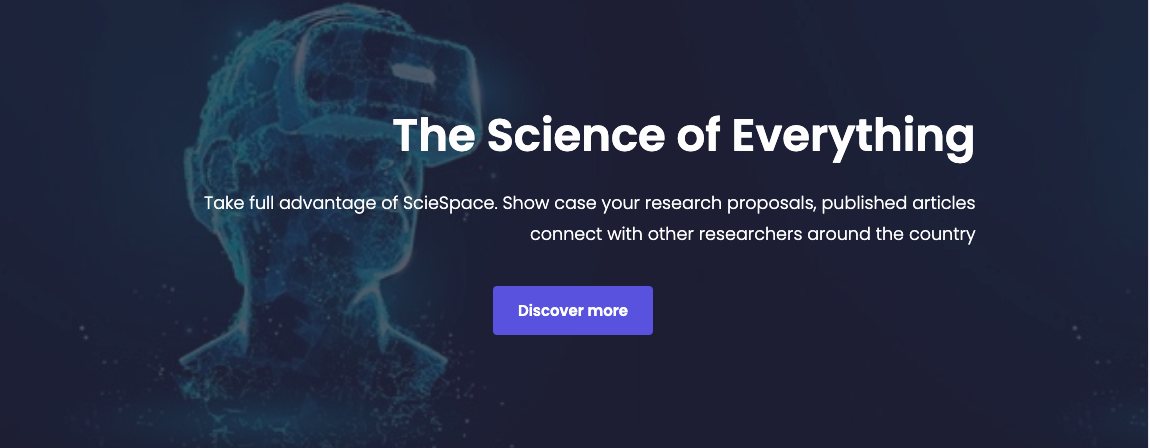 The Science of Everything
Take full advantage of ScieSpace. Show case your research proposals, published articles
connect with other researchers around the country
Discover more